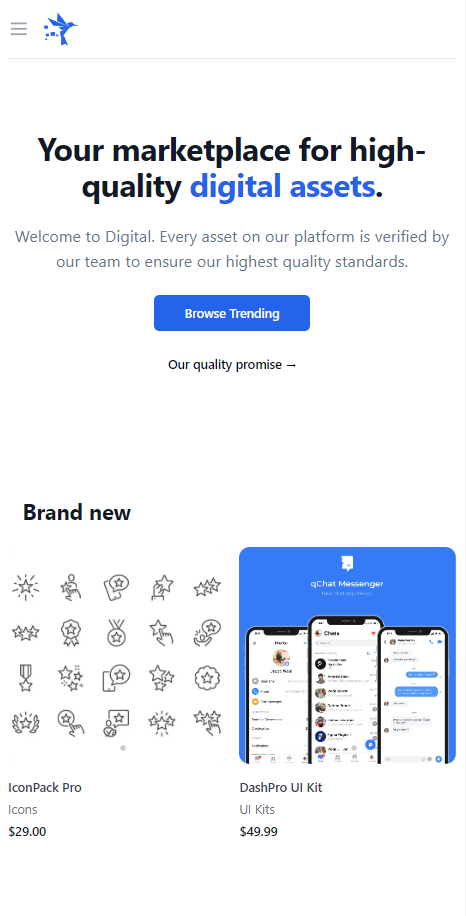 Your marketplace for high-
quality digital assets.
Welcome to Digital. Every asset on our platform is verified by
our team to ensure our highest quality standards.
Browse Trending
Our quality promise →
Brand new
qChat Messenger
Chats
IconPack Pro
Icons
$29.00
DashPro UI Kit
UI Kits
$49.99